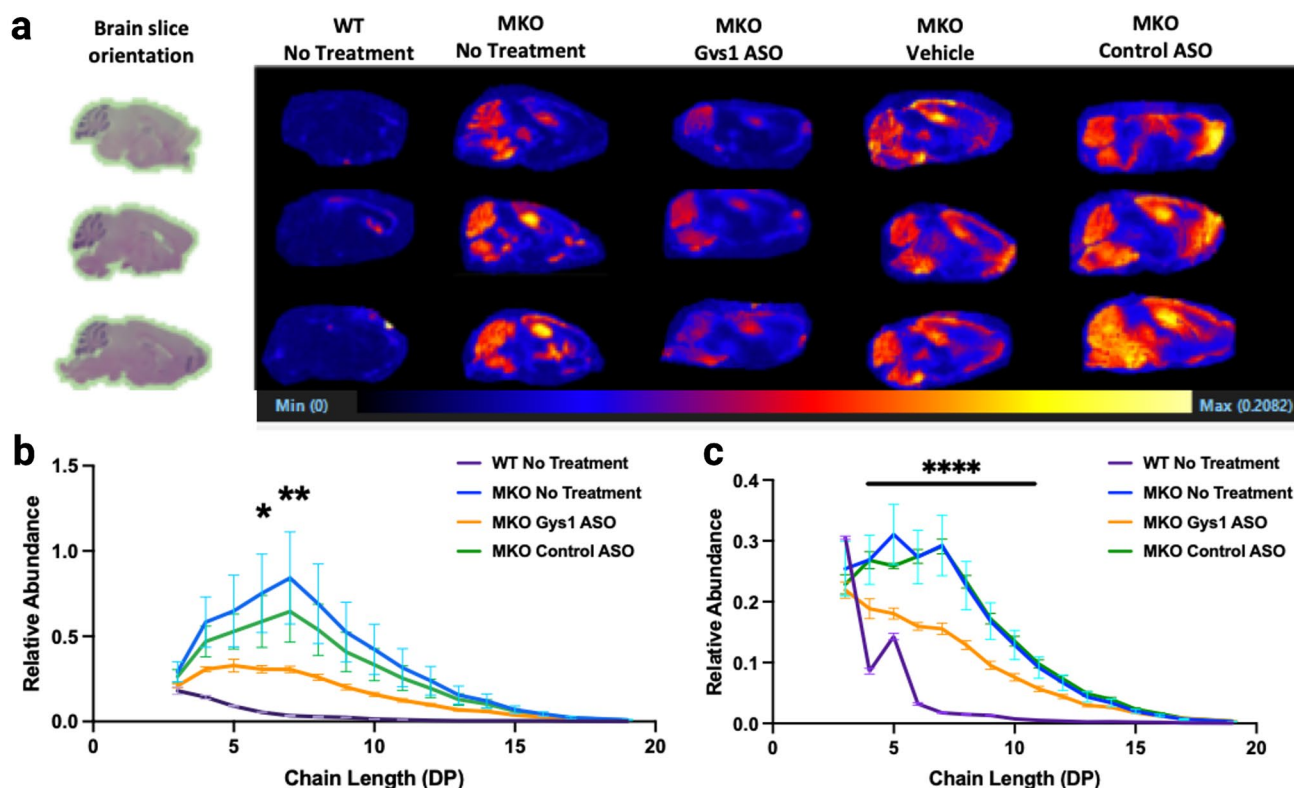 a
Brain slice
orientation
WT
No Treatment
MKO
No Treatment
MKO
Gvs1 ASO
MKO
Vehicle
MKO
Control ASO
Min (0)
Max (0.2082)
b
1.5
1.0
0.5
0.0
0
5
10
15
20
Relative Abundance
Chain Length (DP)
* **
WT No Treatment
MKO No Treatment
MKO Gys1 ASO
MKO Control ASO
c
0.4
0.3
0.2
0.1
0.0
0
5
10
15
20
Relative Abundance
Chain Length (DP)
****
WT No Treatment
MKO No Treatment
MKO Gys1 ASO
MKO Control ASO